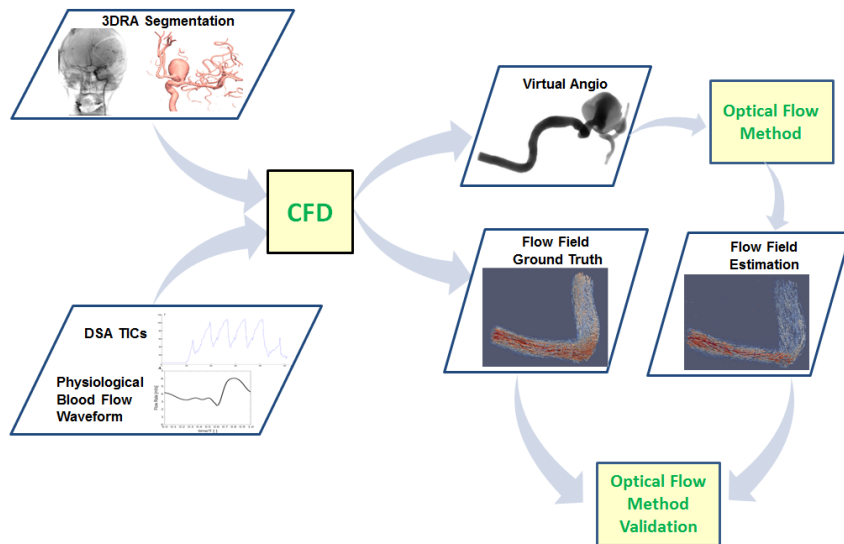 3DRA Segmentation
Virtual Angio
Optical Flow
Method
CFD
Flow Field
Ground Truth
Flow Field
Estimation
DSA TICs
Physiological
Blood Flow
Waveform
Optical Flow
Method
Validation